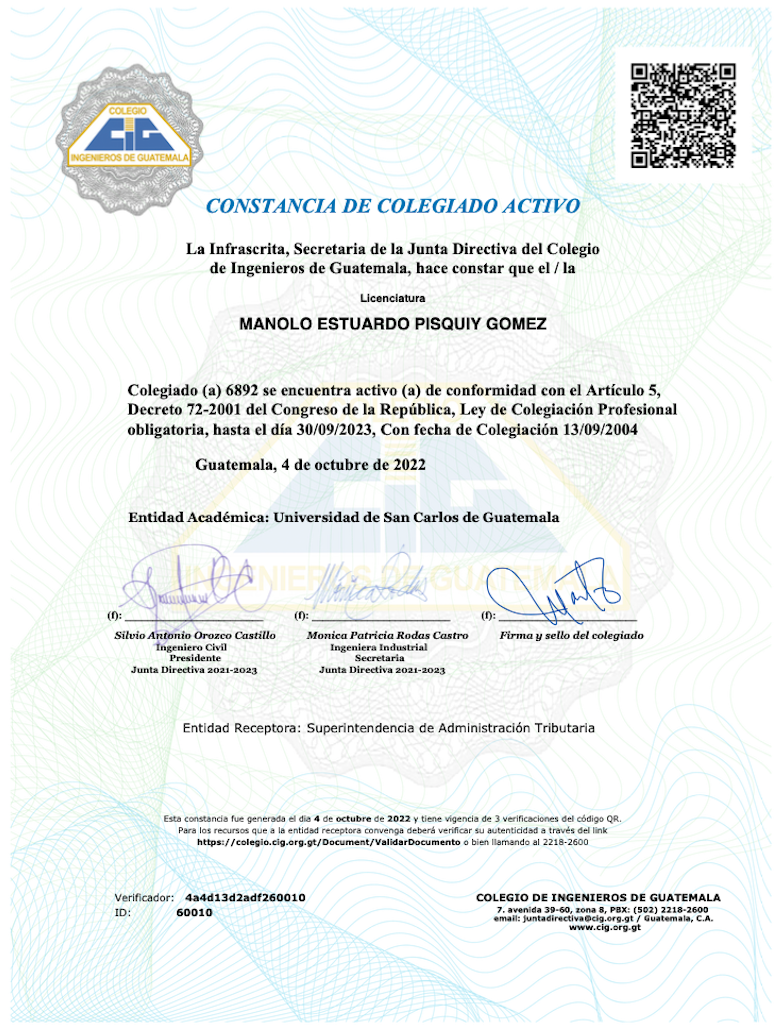 COLEGIO
CIG
INGENIEROS DE GUATEMALA
CONSTANCIA DE COLEGIADO ACTIVO
La Infrascrita, Secretaria de la Junta Directiva del Colegio
de Ingenieros de Guatemala, hace constar que el / la
Licenciatura
MANOLO ESTUARDO PISQUIY GOMEZ
Colegiado (a) 6892 se encuentra activo (a) de conformidad con el Artículo 5,
Decreto 72-2001 del Congreso de la República, Ley de Colegiación Profesional
obligatoria, hasta el día 30/09/2023, Con fecha de Colegiación 13/09/2004
Guatemala, 4 de octubre de 2022
Entidad Académica: Universidad de San Carlos de Guatemala
CIG
INGENIEROS DE GUATEMALA
(f): (f): (f):
Silvio Antonio Orozco Castillo Monica Patricia Rodas Castro Firma y sello del colegiado
Ingeniero Civil Ingeniera Industrial
Presidente Secretaria
Junta Directiva 2021-2023 Junta Directiva 2021-2023
Entidad Receptora: Superintendencia de Administración Tributaria
Esta constancia fue generada el dia 4 de octubre de 2022 y tiene vigencia de 3 verificaciones del código QR.
Para los recursos que a la entidad receptora convenga deberá verificar su autenticidad a través del link
https://colegio.cig.org.gt/Document/ValidarDocumento o bien llamando al 2218-2600
Verificador: 4a4d13d2adf260010
ID: 60010
COLEGIO DE INGENIEROS DE GUATEMALA
7. avenida 39-60, zona 8, PBX: (502) 2218-2600
email: juntadirectiva@cig.org.gt / Guatemala, C.A.
www.cig.org.gt